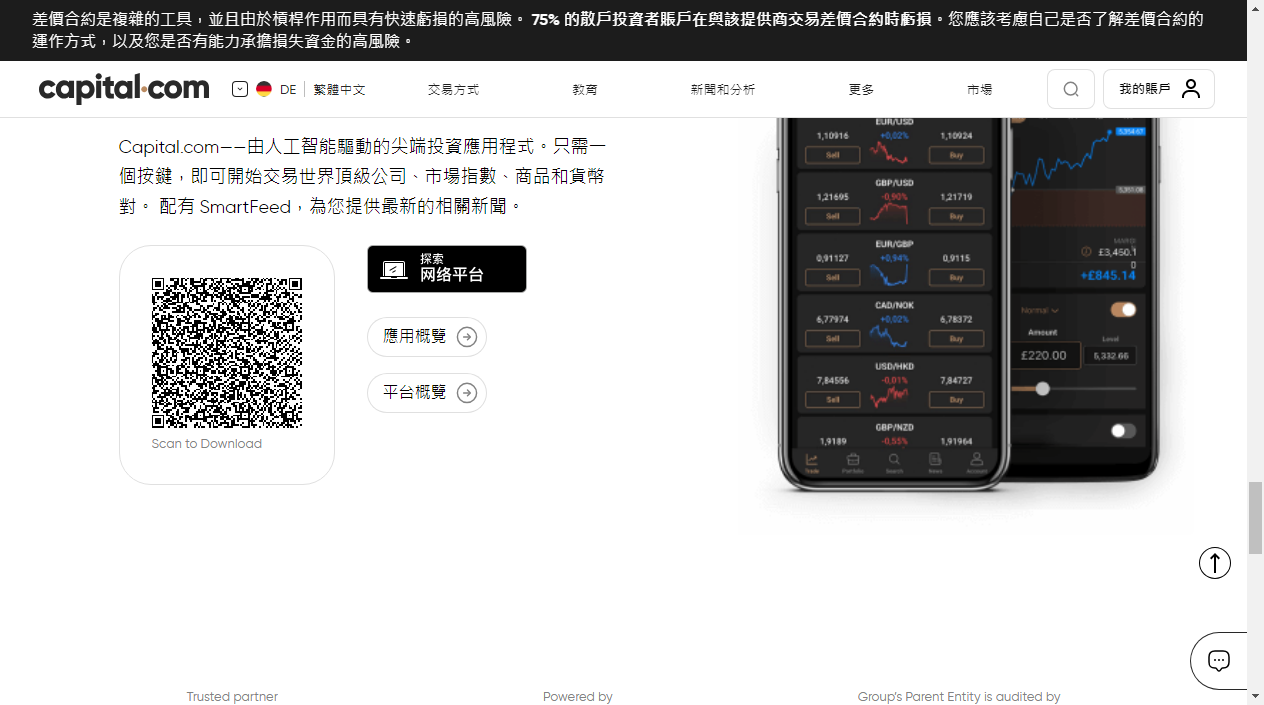 差價合約是複雜的工具，並且由於槓桿作用而具有快速虧損的高風險。 75% 的散戶投資者賬戶在與該提供商交易差價合約時虧損。您應該考慮自己是否了解差價合約的
運作方式，以及您是否有能力承擔損失資金的高風險。
capital.com
DE
繁體中文
交易方式
教育
新聞和分析
更多
市場
我的賬戶
Capital.com——由人工智能驅動的尖端投資應用程式。只需一
個按鍵，即可開始交易世界頂級公司、市場指數、商品和貨幣
對。 配有 SmartFeed，為您提供最新的相關新聞。
Scan to Download
探索
网络平台
應用概覽
平台概覽
EUR/USD
1,10916 +0,02% 1,10924
Sell Buy
GBP/USD
1,21695 -0,90% 1,21719
Sell Buy
EUR/GBP
0,91127 +0,94% 0,9115
Sell Buy
CAD/NOK
6,77974 +0,02% 6,78372
Sell Buy
USD/HKD
7,84556 -0,01% 7,84727
Sell Buy
GBP/NZD
1,9189 -0,55% 1,91964
Trade Portfolio Search News Account
5,354.67
5,351.08
£3,450.1
0
+£845.14
Normal
Amount
Level
£220.00
5,332.66
Trusted partner
Powered by
Group's Parent Entity is audited by